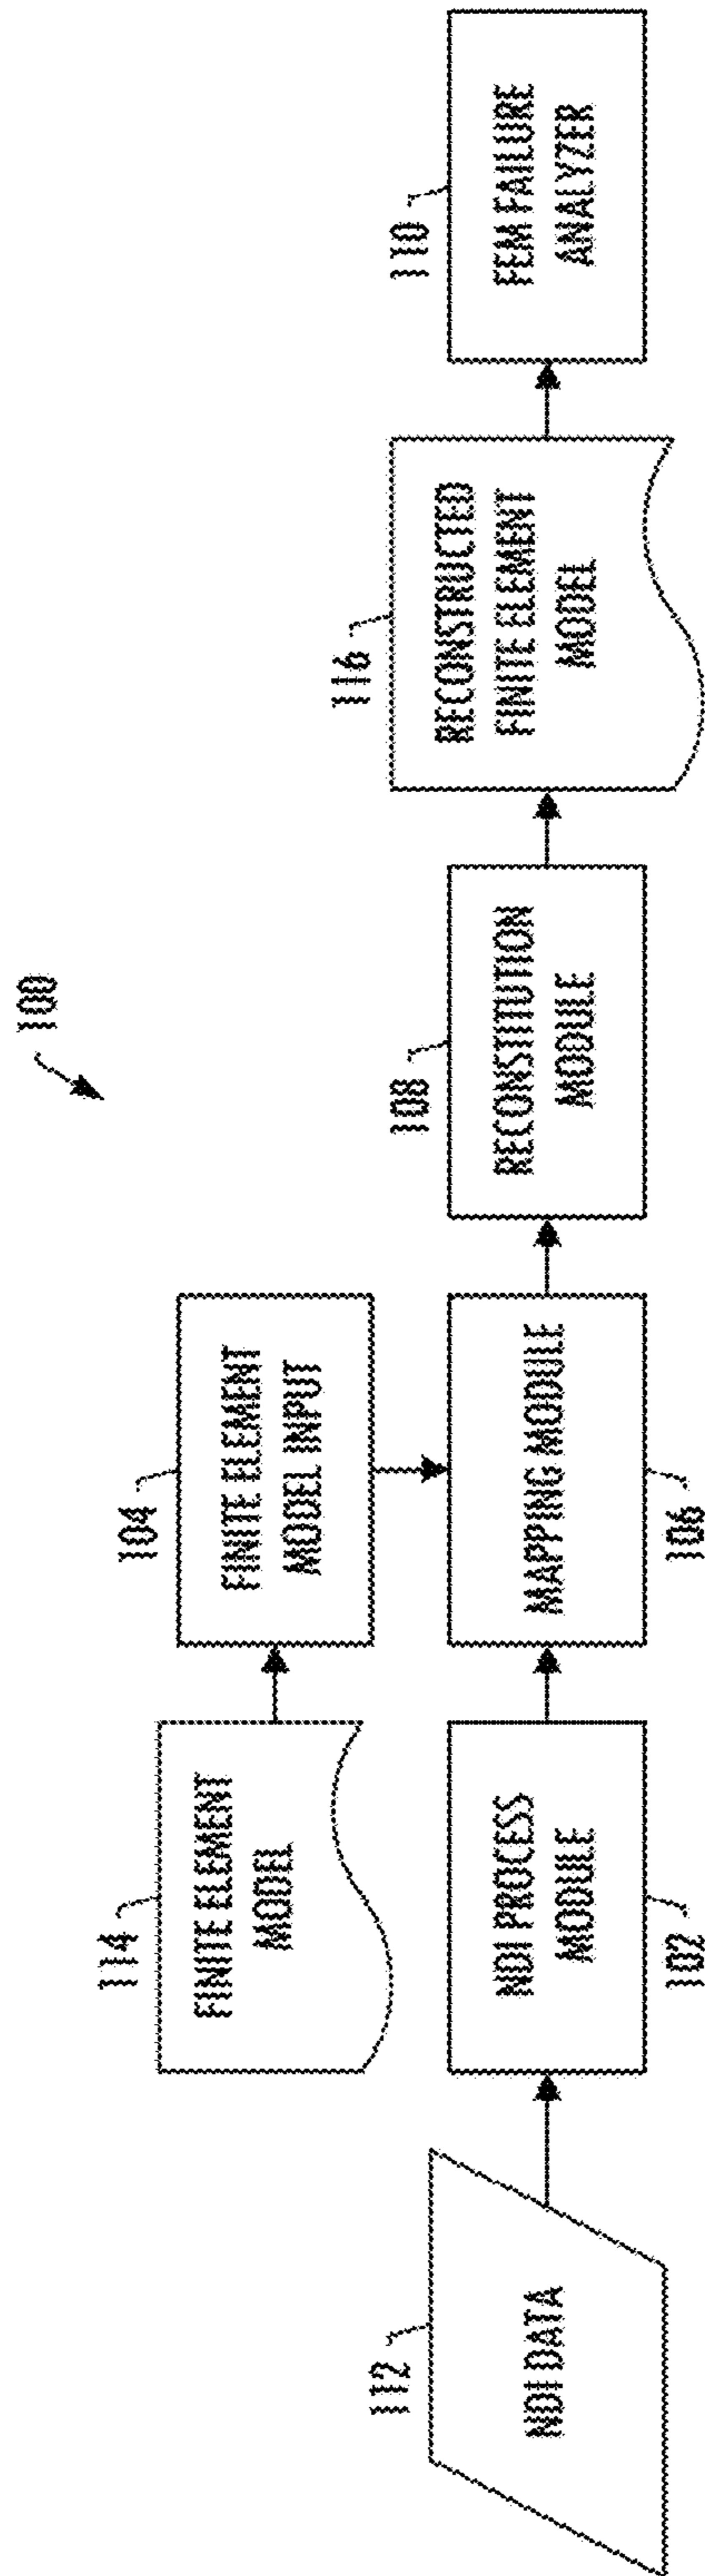 100
112
NDI DATA
114
FINITE ELEMENT
MODEL
NDI PROCESS
MODULE
102
104
FINITE ELEMENT
MODEL INPUT
MAPPING MODULE
106
108
RECONSTITUTION
MODULE
116
RECONSTRUCTED
FINITE ELEMENT
MODEL
110
FEM FAILURE
ANALYZER